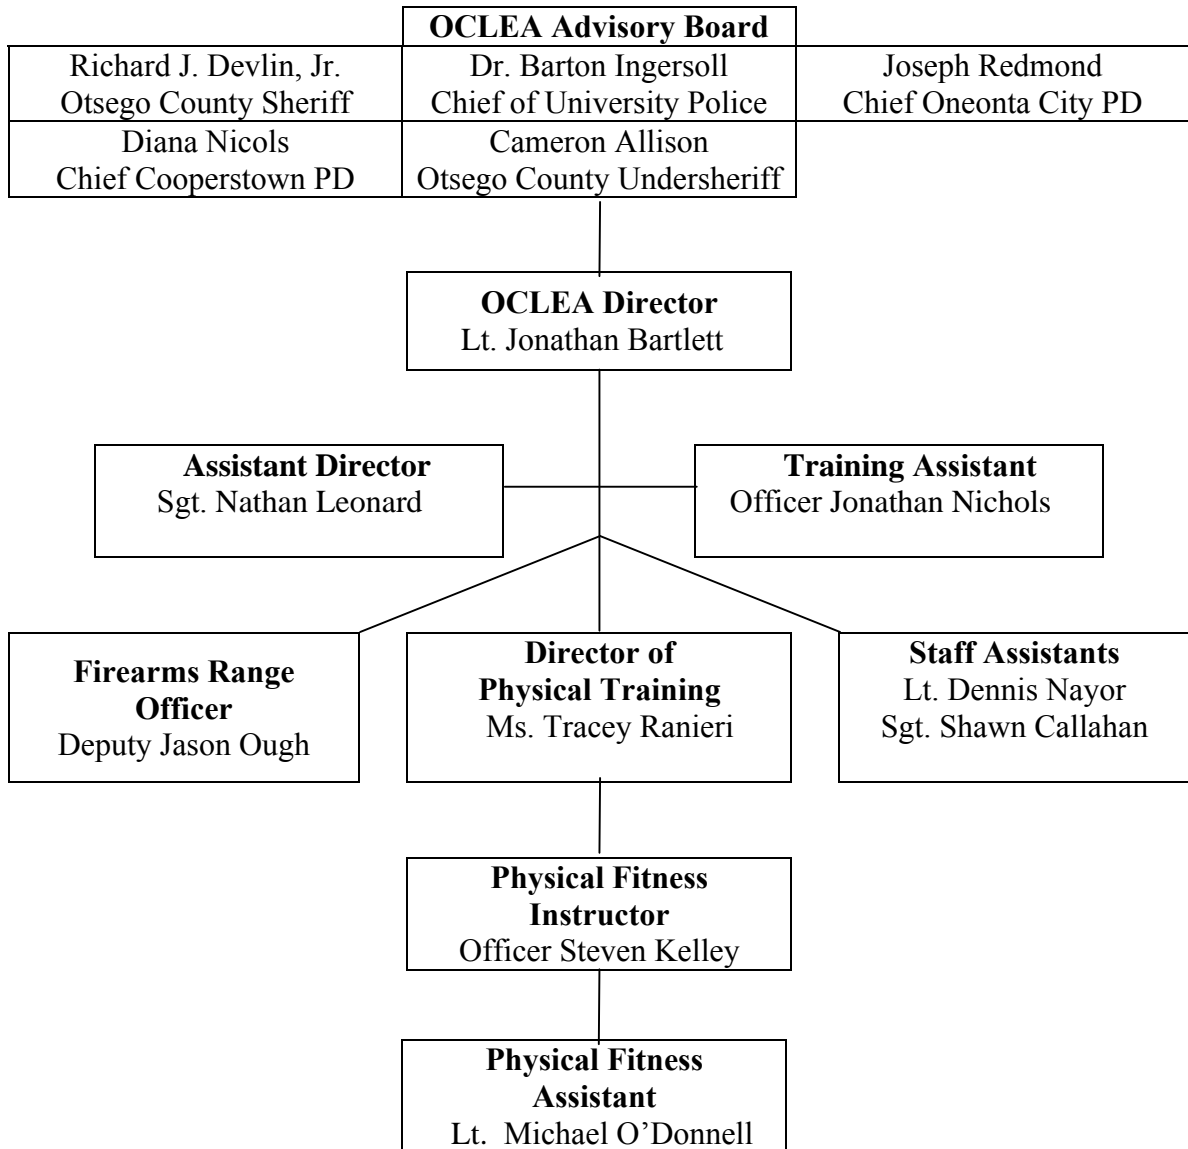 OCLEA Advisory Board
Richard J. Devlin, Jr.
Otsego County Sheriff
Dr. Barton Ingersoll
Chief of University Police
Joseph Redmond
Chief Oneonta City PD
Diana Nicols
Chief Cooperstown PD
Cameron Allison
Otsego County Undersheriff
OCLEA Director
Lt. Jonathan Bartlett
Assistant Director
Sgt. Nathan Leonard
Training Assistant
Officer Jonathan Nichols
Firearms Range
Officer
Deputy Jason Ough
Director of
Physical Training
Ms. Tracey Ranieri
Staff Assistants
Lt. Dennis Nayor
Sgt. Shawn Callahan
Physical Fitness
Instructor
Officer Steven Kelley
Physical Fitness
Assistant
Lt. Michael O’Donnell